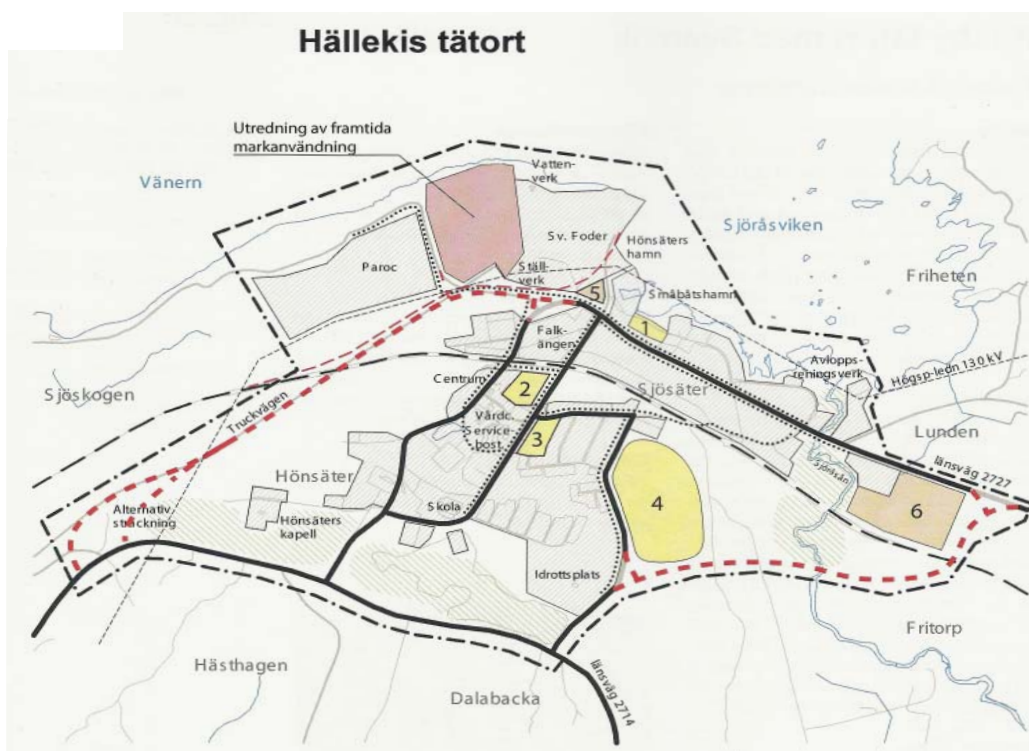 Hällekis tätort
Utredning av framtida
markanvändning
Vänern
Vatten-
verk
Sjöråsviken
Sv. Foder
Hönsäters
hamn
Paroc
Ställ-
verk
Friheten
5
Småbåtshamn
1
Falk-
ängen
Avlopps-
reningsverk
Högsp-ledn 130 kV
Sjöskogen
Centrum
2
Sjösäter
Truckvägen
Vårdc.
Service-
bost.
3
Lunden
länsväg 2727
Sjöråsån
Hönsäter
4
6
Alternativ
sträckning
Hönsäters
kapell
Skola
Idrottsplats
Fritorp
Hästhagen
länsväg 2714
Dalabacka